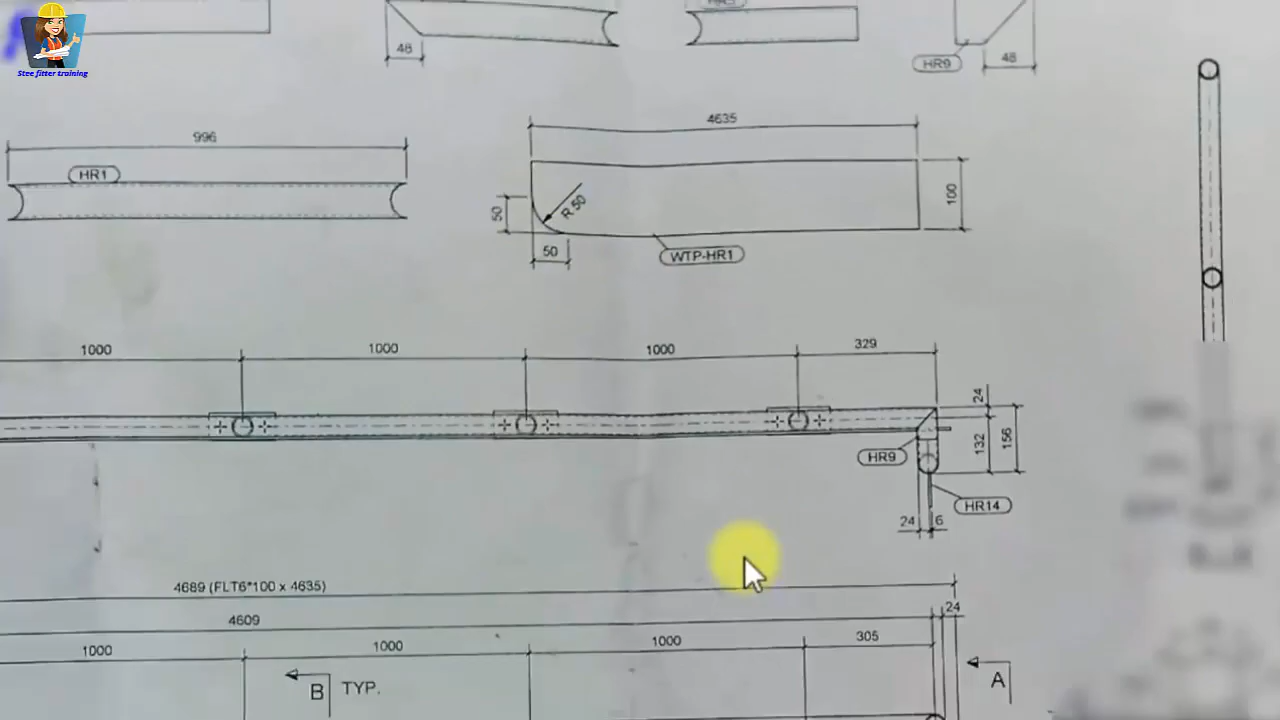 Stee fitter training
48
HR9
48
996
HR1
4635
50
R 50
50
100
WTP-HR1
1000
1000
1000
329
24
132
156
HR9
HR14
24
6
4689 (FLT6*100 x 4635)
4609
24
1000
1000
1000
305
B
TYP.
A